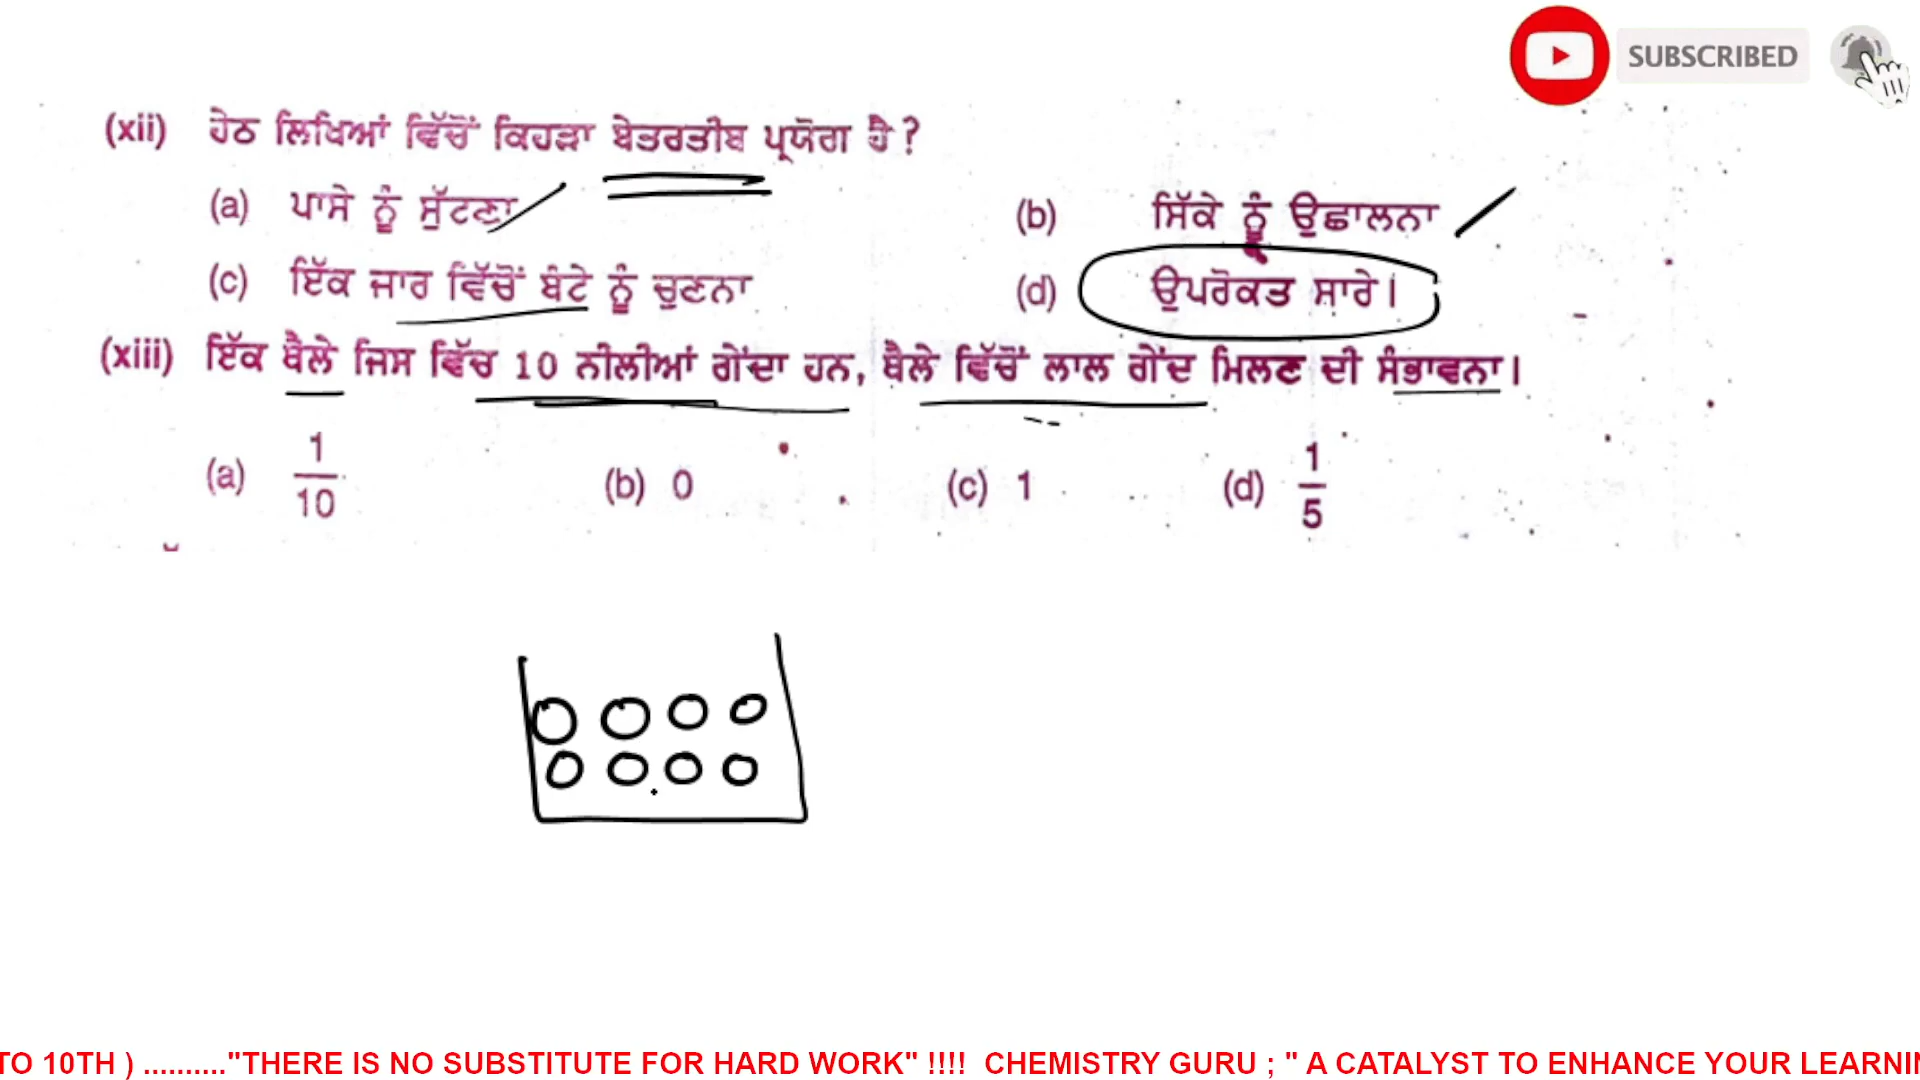 SUBSCRIBED
(xii) ਹੇਠ ਲਿਖਿਆਂ ਵਿੱਚੋਂ ਕਿਹੜਾ ਬੇਤਰਤੀਬ ਪ੍ਰਯੋਗ ਹੈ ?
(a) ਪਾਸੇ ਨੂੰ ਸੁੱਟਣਾ (b) ਸਿੱਕੇ ਨੂੰ ਉਛਾਲਨਾ
(c) ਇੱਕ ਜਾਰ ਵਿੱਚੋਂ ਬੰਟੇ ਨੂੰ ਚੁਣਨਾ (d) ਉਪਰੋਕਤ ਸਾਰੇ।
(xiii) ਇੱਕ ਥੈਲੇ ਜਿਸ ਵਿੱਚ 10 ਨੀਲੀਆਂ ਗੇਂਦਾ ਹਨ, ਥੈਲੇ ਵਿੱਚੋਂ ਲਾਲ ਗੇਂਦ ਮਿਲਣ ਦੀ ਸੰਭਾਵਨਾ।
(a) 1/10 (b) 0 (c) 1 (d) 1/5
TO 10TH ) .........."THERE IS NO SUBSTITUTE FOR HARD WORK" !!!! CHEMISTRY GURU ; " A CATALYST TO ENHANCE YOUR LEARNIN